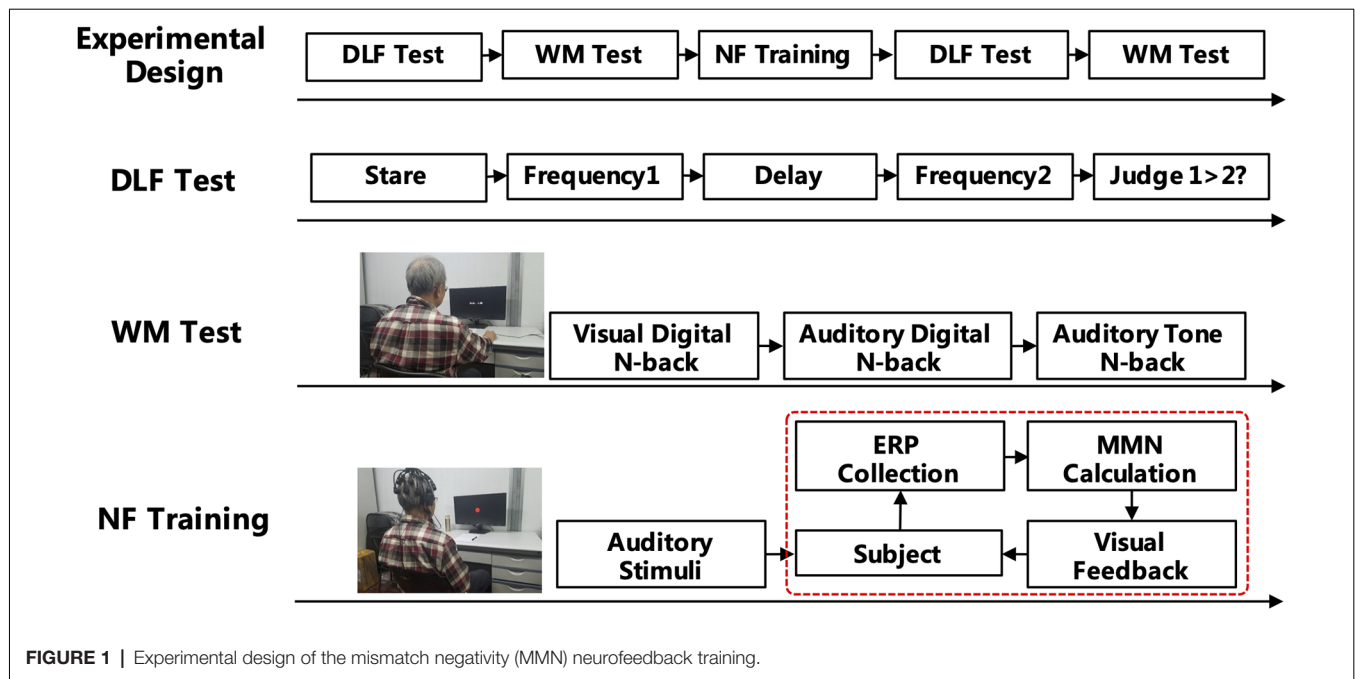 Experimental
Design
DLF Test
WM Test
NF Training
DLF Test
WM Test
DLF Test
Stare
Frequency1
Delay
Frequency2
Judge 1>2?
WM Test
Visual Digital
N-back
Auditory Digital
N-back
Auditory Tone
N-back
NF Training
Auditory
Stimuli
Subject
ERP
Collection
MMN
Calculation
Visual
Feedback
FIGURE 1 | Experimental design of the mismatch negativity (MMN) neurofeedback training.